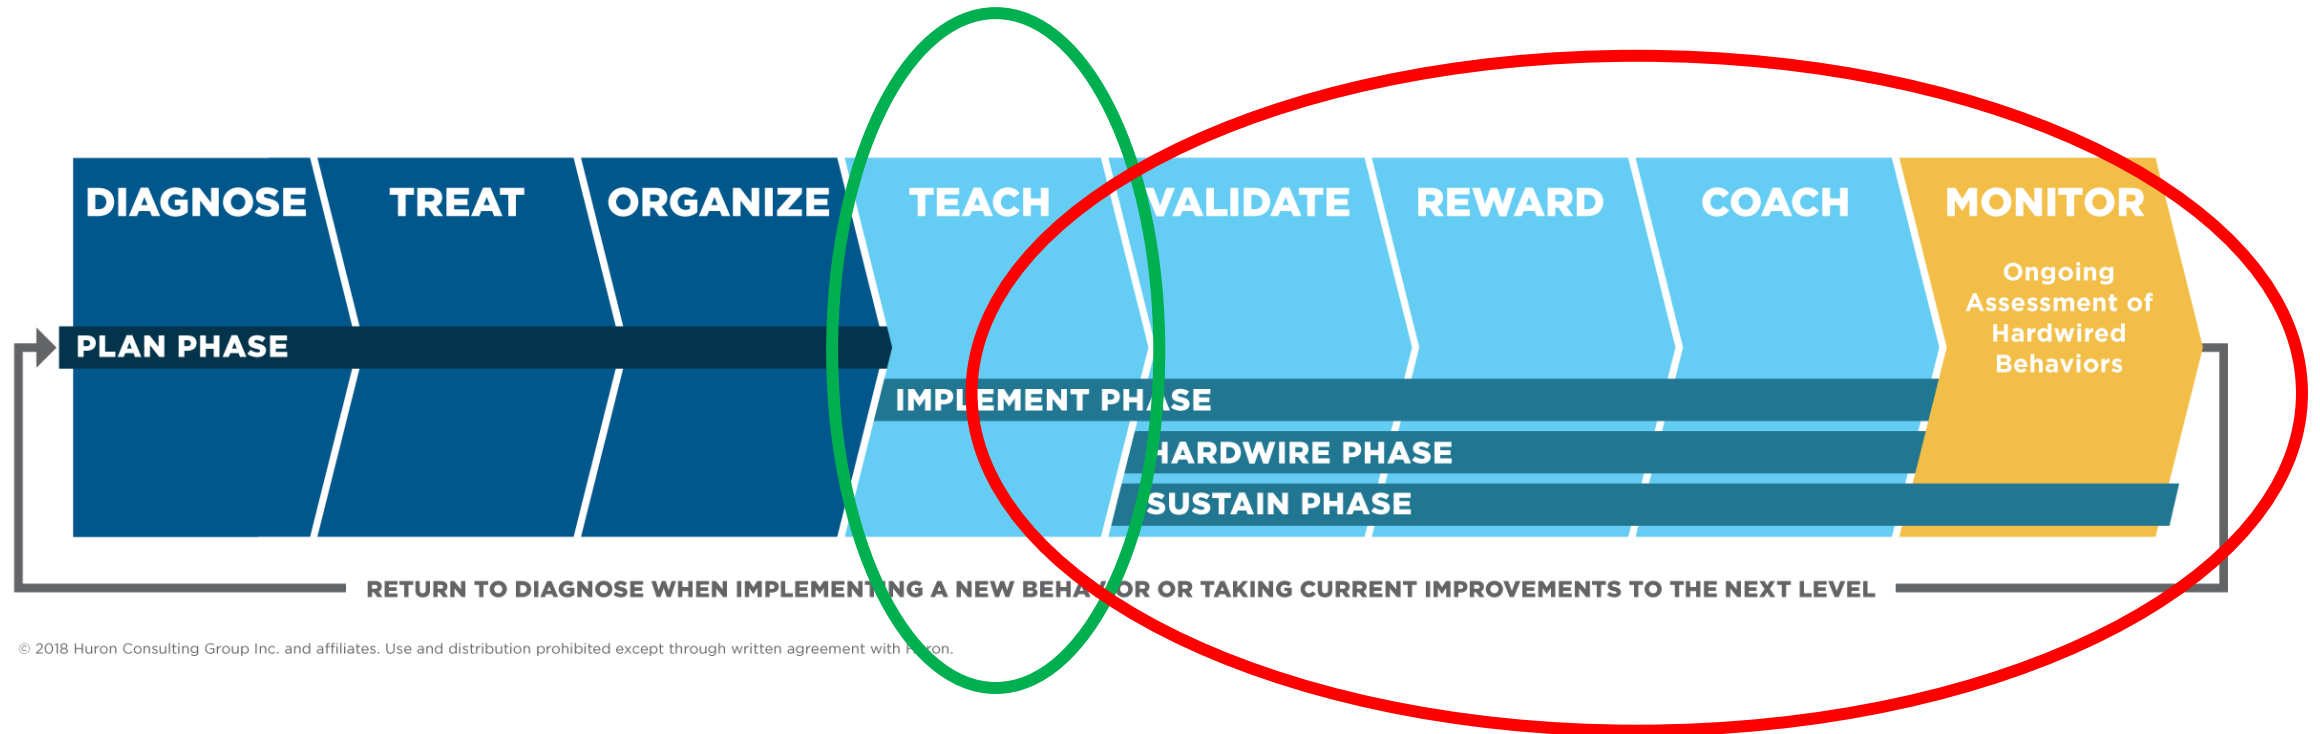 DIAGNOSE
TREAT
ORGANIZE
TEACH
VALIDATE
REWARD
COACH
MONITOR
Ongoing
Assessment of
Hardwired
Behaviors
PLAN PHASE
IMPLEMENT PHASE
HARDWIRE PHASE
SUSTAIN PHASE
RETURN TO DIAGNOSE WHEN IMPLEMENTING A NEW BEHAVIOR OR TAKING CURRENT IMPROVEMENTS TO THE NEXT LEVEL
© 2018 Huron Consulting Group Inc. and affiliates. Use and distribution prohibited except through written agreement with Huron.